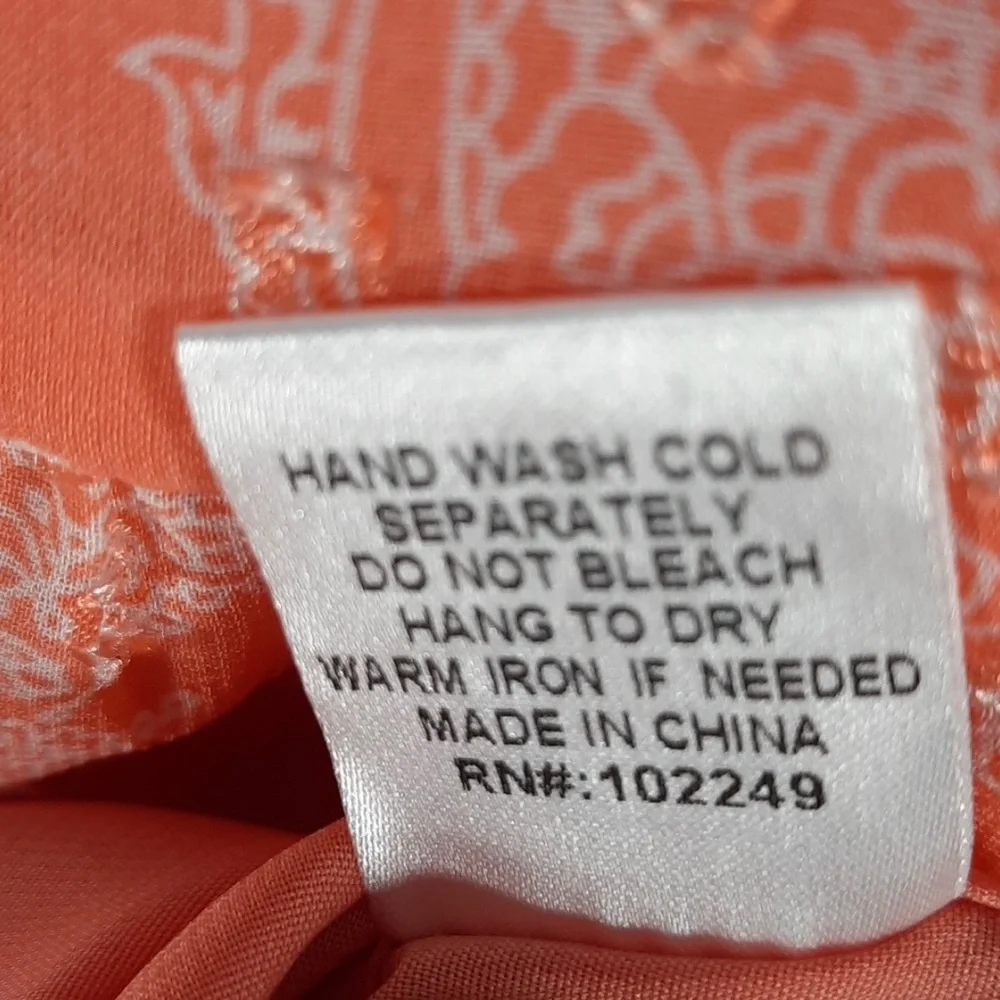 HAND WASH COLD
SEPARATELY
DO NOT BLEACH
HANG TO DRY
WARM IRON IF NEEDED
MADE IN CHINA
RN#:102249